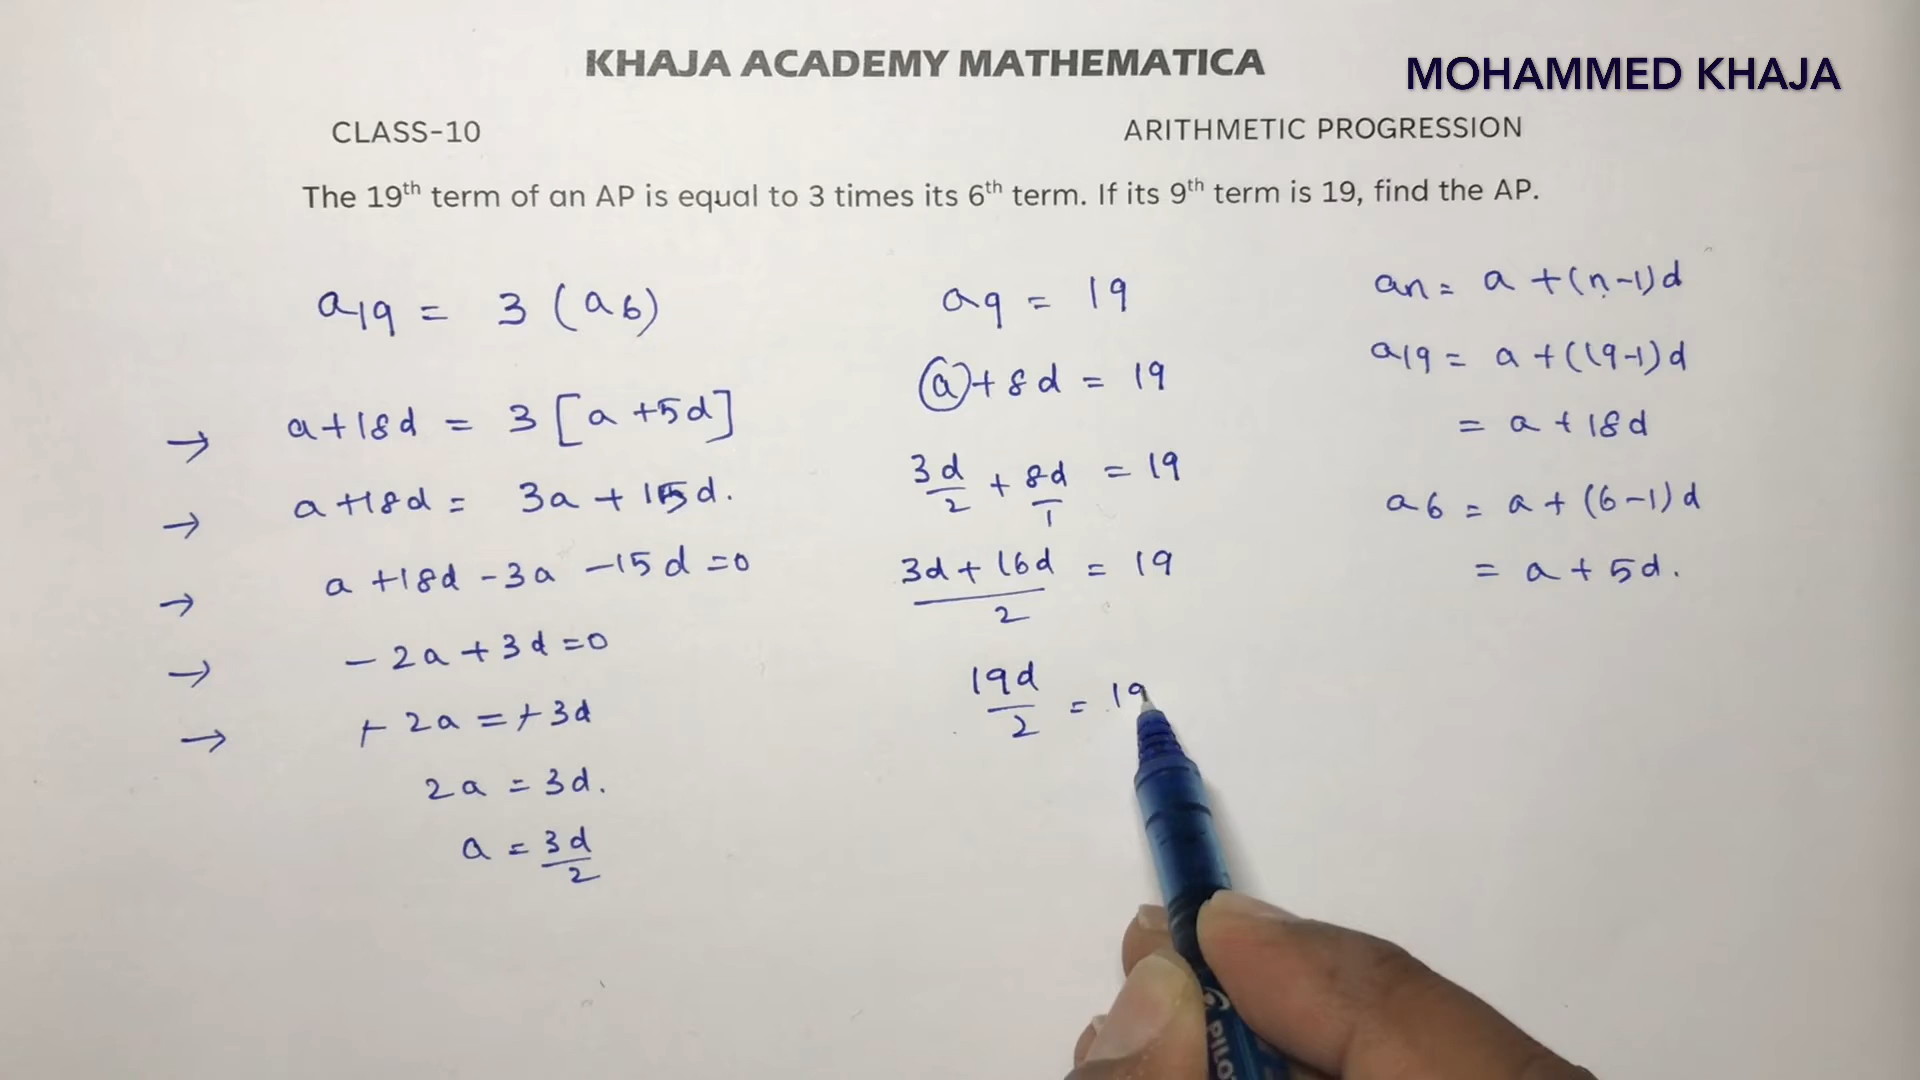 KHAJA ACADEMY MATHEMATICA
MOHAMMED KHAJA
CLASS-10
ARITHMETIC PROGRESSION
The 19th term of an AP is equal to 3 times its 6th term. If its 9th term is 19, find the AP.
a19 = 3 (a6)
→ a+18d = 3 [a +5d]
→ a+18d = 3a + 15d.
→ a +18d -3a -15d =0
→ - 2a + 3d =0
→ + 2a = + 3d
2a = 3d.
a = 3d/2
a9 = 19
a + 8d = 19
3d/2 + 8d/1 = 19
3d + 16d/2 = 19
19d/2 = 19
an = a + (n-1)d
a19 = a + (19-1)d
= a + 18d
a6 = a + (6-1)d
= a + 5d.
PILOT